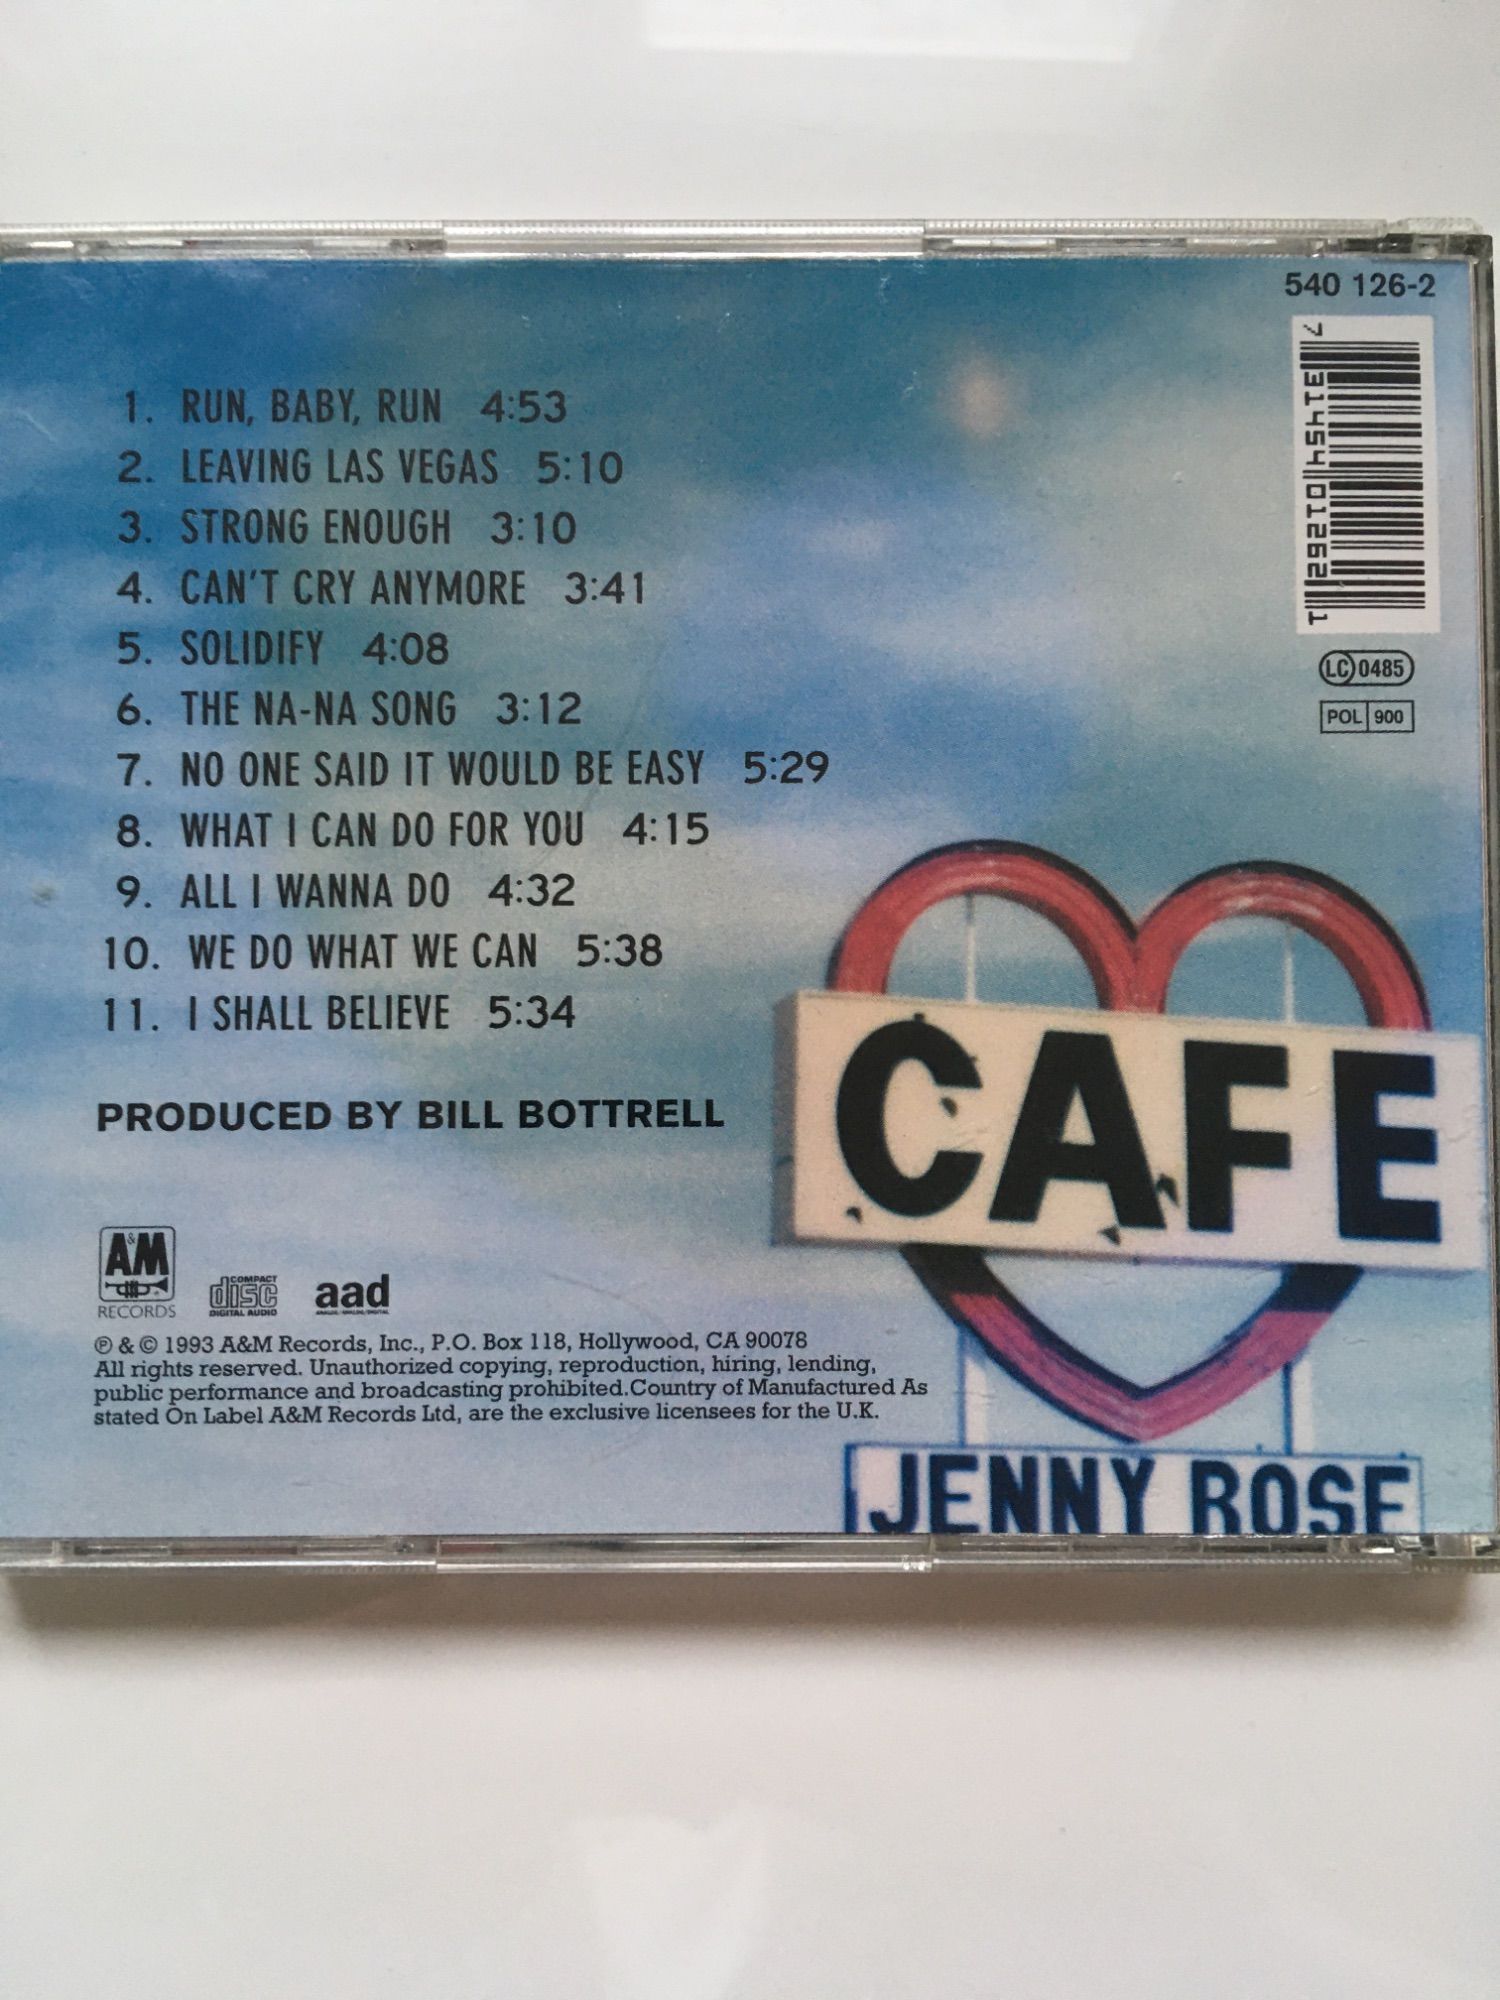 540 126-2
7 31454 01262 1
LC 0485
POL 900
1. RUN, BABY, RUN 4:53
2. LEAVING LAS VEGAS 5:10
3. STRONG ENOUGH 3:10
4. CAN'T CRY ANYMORE 3:41
5. SOLIDIFY 4:08
6. THE NA-NA SONG 3:12
7. NO ONE SAID IT WOULD BE EASY 5:29
8. WHAT I CAN DO FOR YOU 4:15
9. ALL I WANNA DO 4:32
10. WE DO WHAT WE CAN 5:38
11. I SHALL BELIEVE 5:34
PRODUCED BY BILL BOTTRELL
CAFE
JENNY ROSE
A&M
RECORDS
COMPACT
disc
DIGITAL AUDIO
aad
℗ & © 1993 A&M Records, Inc., P.O. Box 118, Hollywood, CA 90078
All rights reserved. Unauthorized copying, reproduction, hiring, lending,
public performance and broadcasting prohibited.Country of Manufactured As
stated On Label A&M Records Ltd, are the exclusive licensees for the U.K.